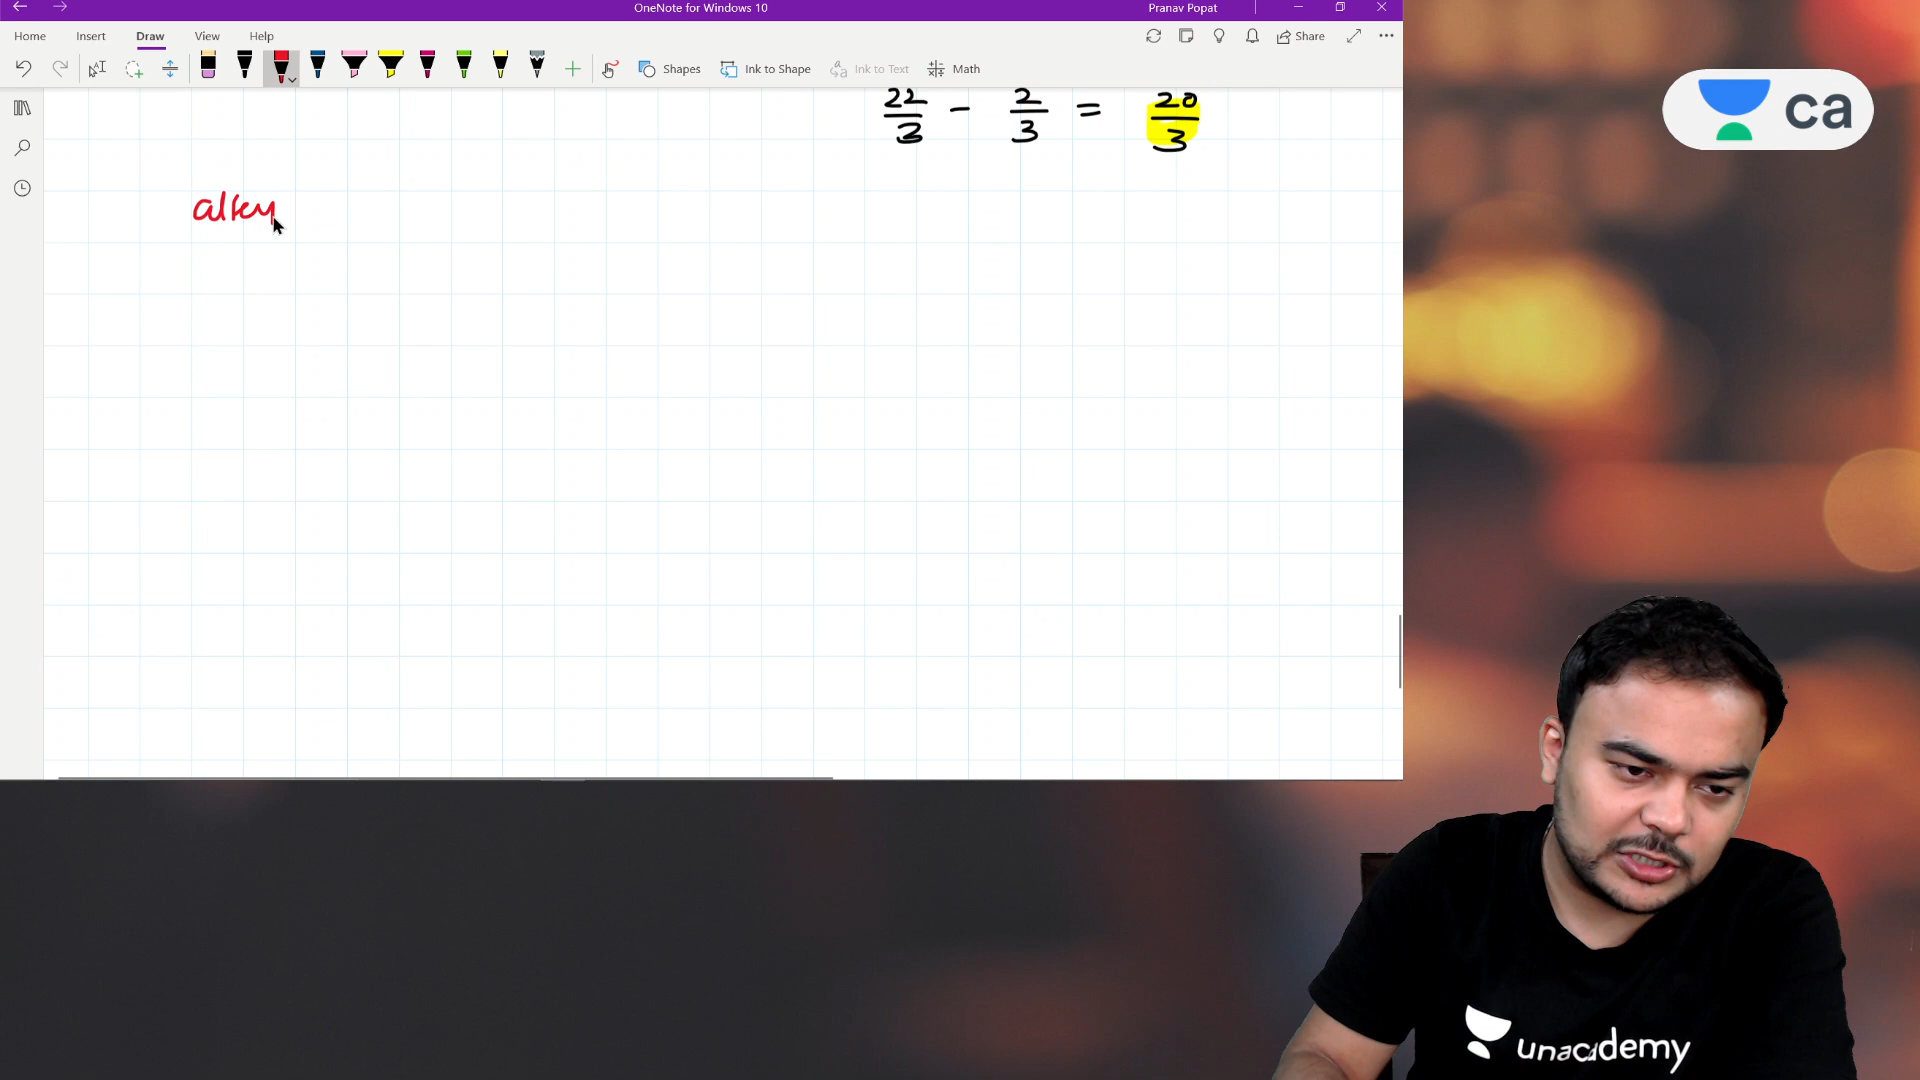 OneNote for Windows 10
Pranav Popat
Home Insert Draw View Help
Share
Shapes Ink to Shape Ink to Text Math
22/3 - 2/3 = 20/3
ca
unacademy